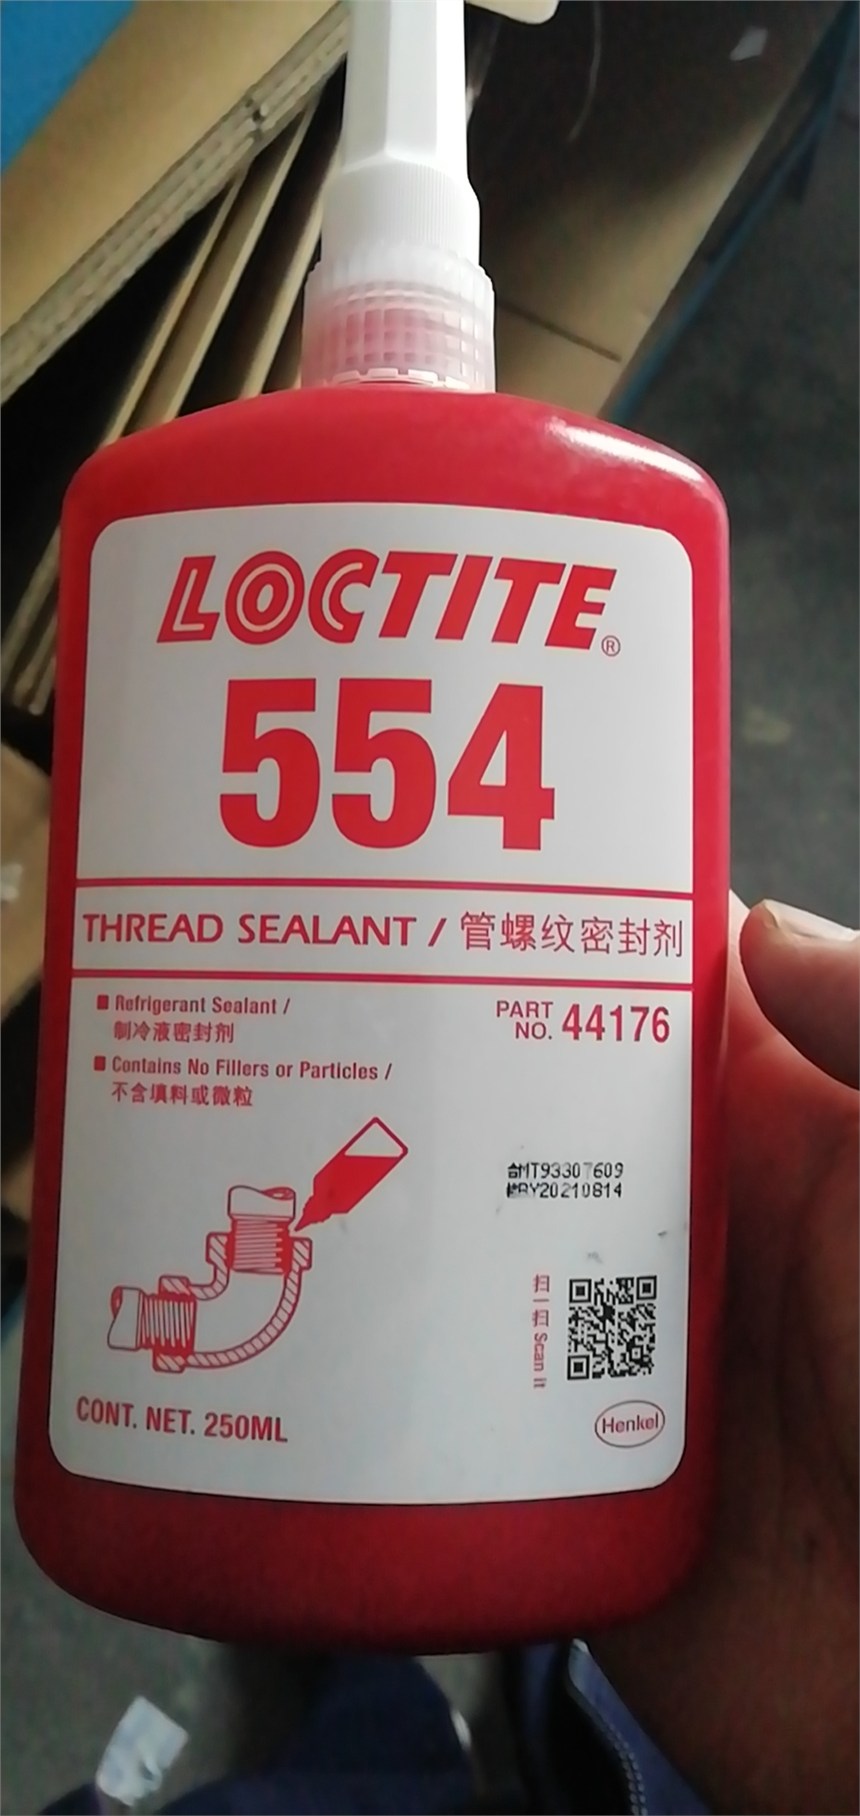 LOCTITE®
554
THREAD SEALANT / 管螺纹密封剂
■ Refrigerant Sealant /
制冷液密封剂
■ Contains No Fillers or Particles /
不含填料或微粒
PART NO. 44176
MT93307609
BY20210814
扫一扫 Scan it
CONT. NET. 250ML
Henkel